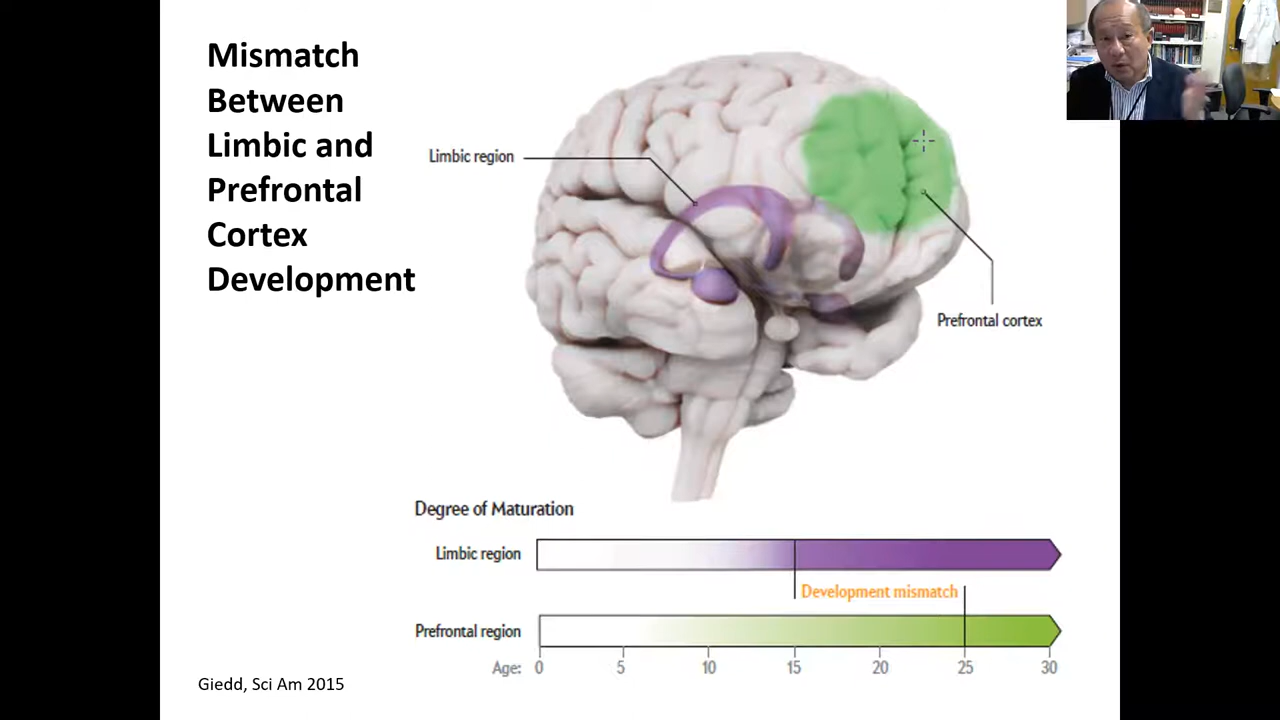 Mismatch
Between
Limbic and
Prefrontal
Cortex
Development
Limbic region
Prefrontal cortex
Degree of Maturation
Limbic region
Development mismatch
Prefrontal region
Age: 0 5 10 15 20 25 30
Giedd, Sci Am 2015